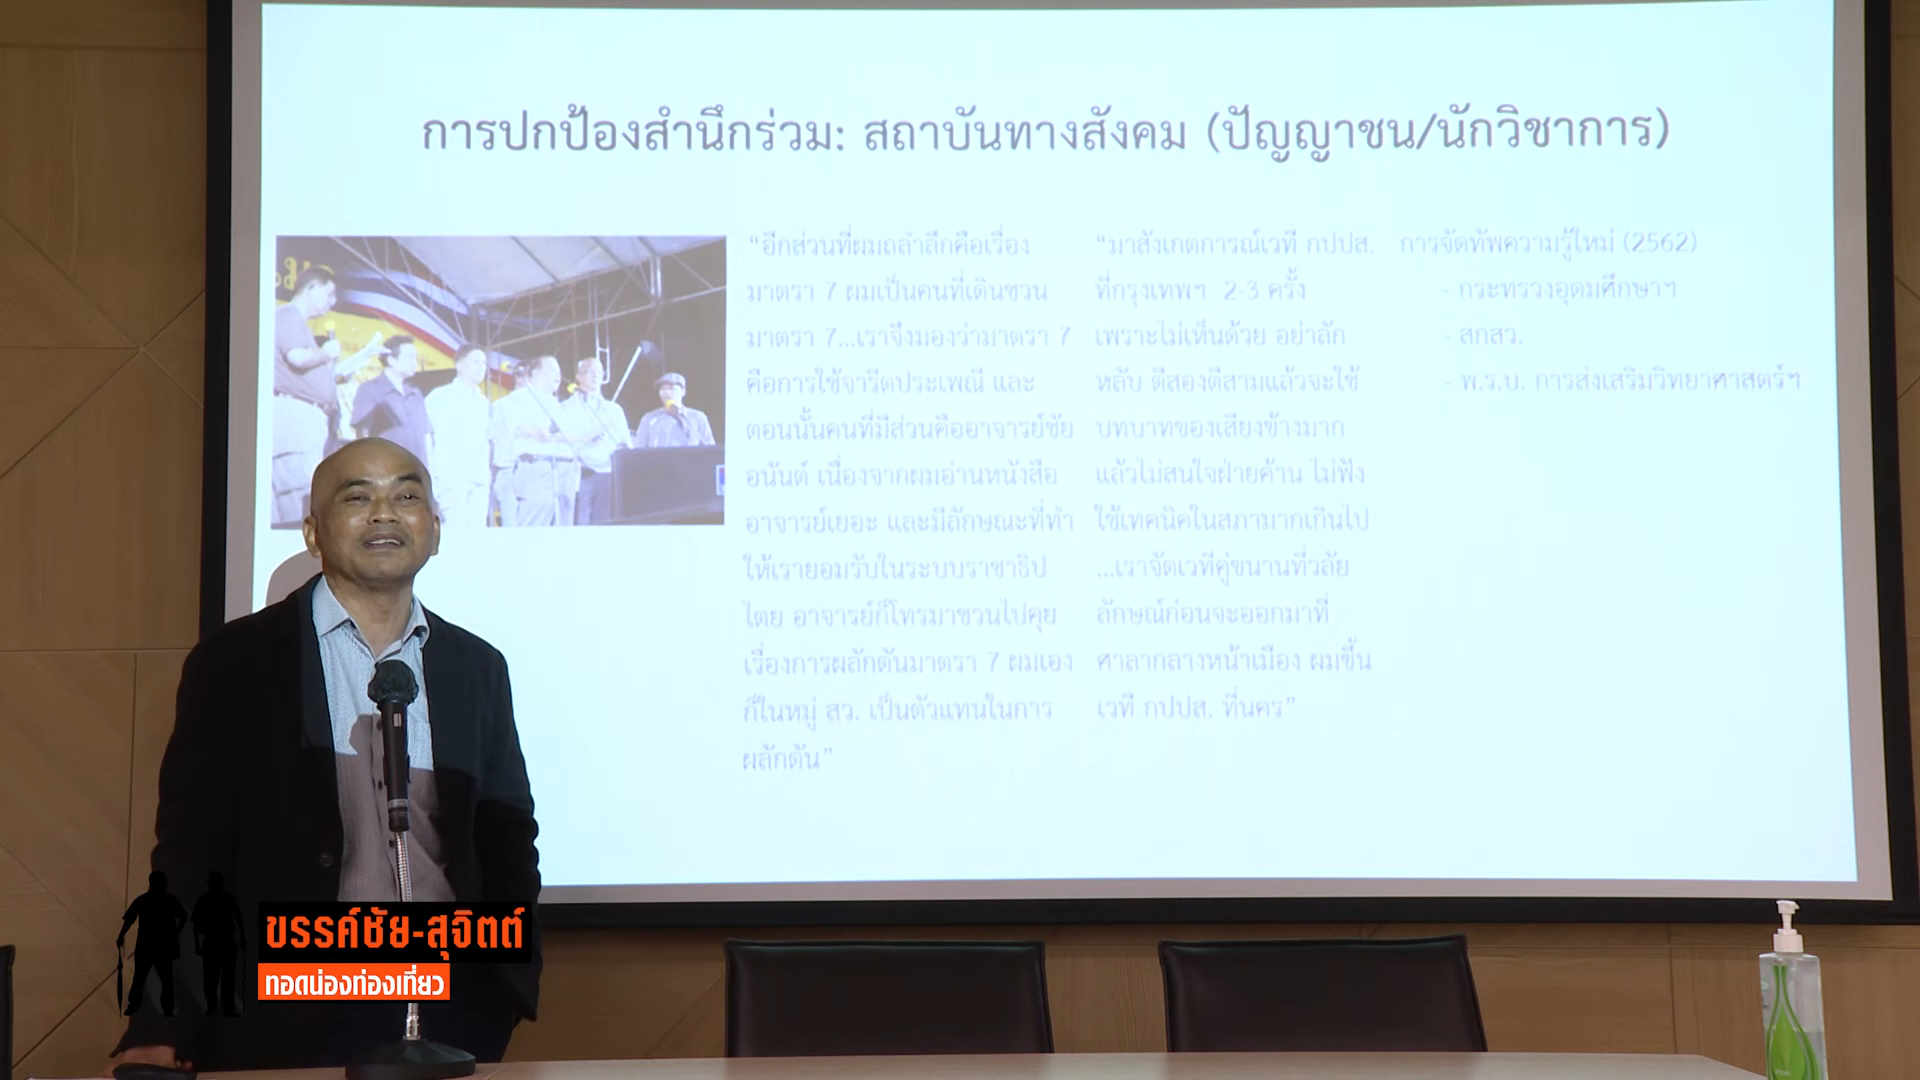 การปกป้องสำนึกร่วม: สถาบันทางสังคม (ปัญญาชน/นักวิชาการ)
“อีกส่วนที่ผมถลำลึกคือเรื่อง
มาตรา 7 ผมเป็นคนที่เดินชวน
มาตรา 7...เราจึงมองว่ามาตรา 7
คือการใช้จารีตประเพณี และ
ตอนนั้นคนที่มีส่วนคืออาจารย์ชัย
อนันต์ เนื่องจากผมอ่านหนังสือ
อาจารย์เยอะ และมีลักษณะที่ทำ
ให้เรายอมรับในระบบราชาธิป
ไตย อาจารย์ก็โทรมาชวนไปคุย
เรื่องการผลักดันมาตรา 7 ผมเอง
ก็ในหมู่ สว. เป็นตัวแทนในการ
ผลักดัน”
“มาสังเกตการณ์เวที กปปส.
ที่กรุงเทพฯ 2-3 ครั้ง
เพราะไม่เห็นด้วย อย่าลัก
หลับ ตีสองตีสามแล้วจะใช้
บทบาทของเสียงข้างมาก
แล้วไม่สนใจฝ่ายค้าน ไม่ฟัง
ใช้เทคนิคในสภามากเกินไป
...เราจัดเวทีคู่ขนานที่วลัย
ลักษณ์ก่อนจะออกมาที่
ศาลากลางหน้าเมือง ผมขึ้น
เวที กปปส. ที่นคร”
การจัดทัพความรู้ใหม่ (2562)
- กระทรวงอุดมศึกษาฯ
- สกสว.
- พ.ร.บ. การส่งเสริมวิทยาศาสตร์ฯ
ขรรค์ชัย-สุจิตต์
ทอดน่องท่องเที่ยว